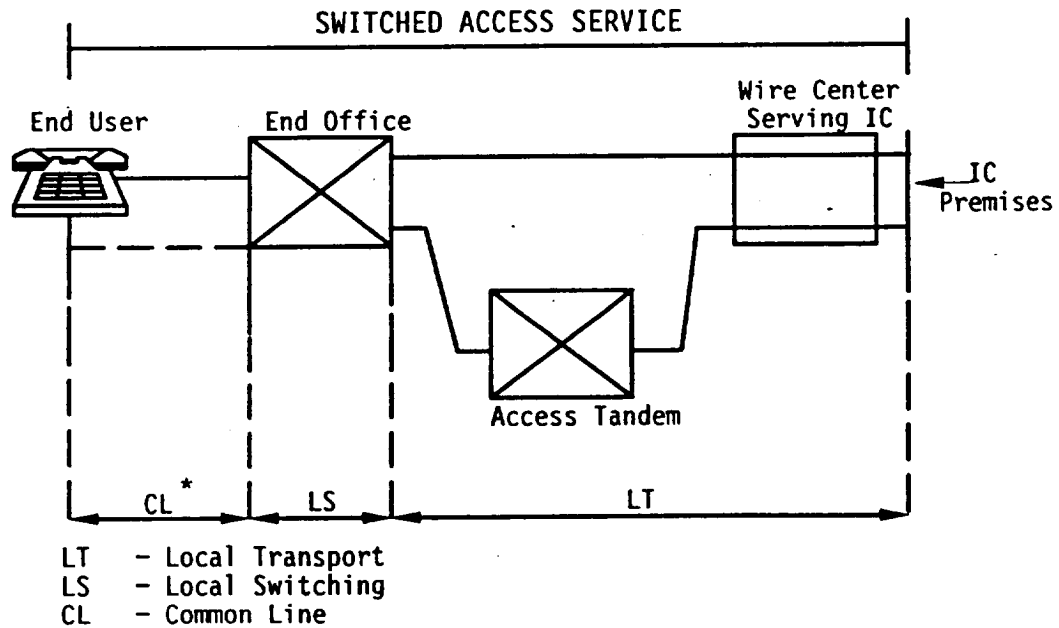 SWITCHED ACCESS SERVICE
Wire Center
Serving IC
End User
End Office
IC
Premises
Access Tandem
CL *
LS
LT
LT - Local Transport
LS - Local Switching
CL - Common Line